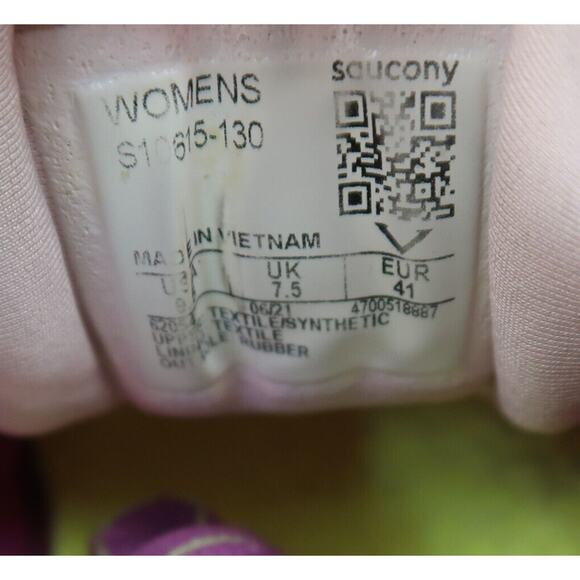 saucony
WOMENS
S10615-130
MADE IN VIETNAM
UK EUR
9 7.5 41
06/21 4700518887
TEXTILE/SYNTHETIC
TEXTILE
RUBBER